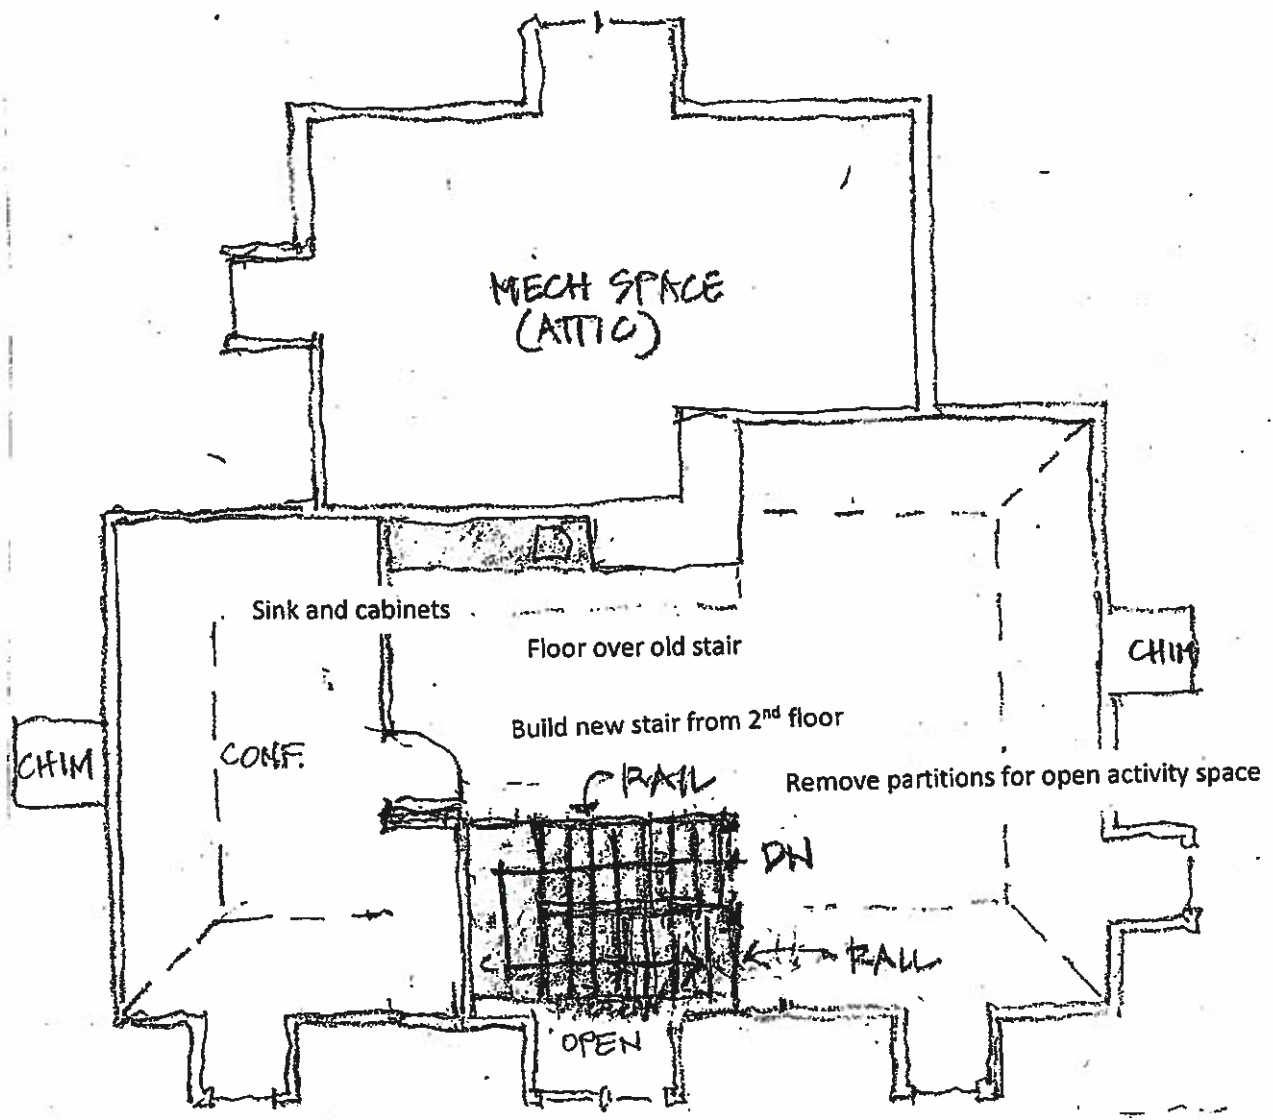 MECH SPACE
(ATTIC)
Sink and cabinets
Floor over old stair
CHIM
Build new stair from 2nd floor
CHIM
CONF.
RAIL
Remove partitions for open activity space
DN
RAIL
OPEN